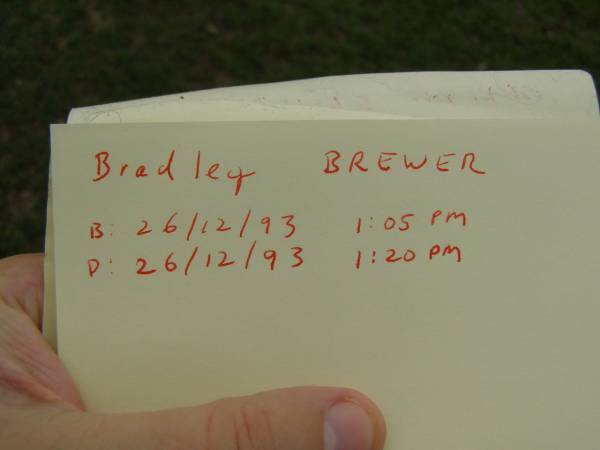 Bradley BREWER
B: 26/12/93 1:05 PM
D: 26/12/93 1:20 PM